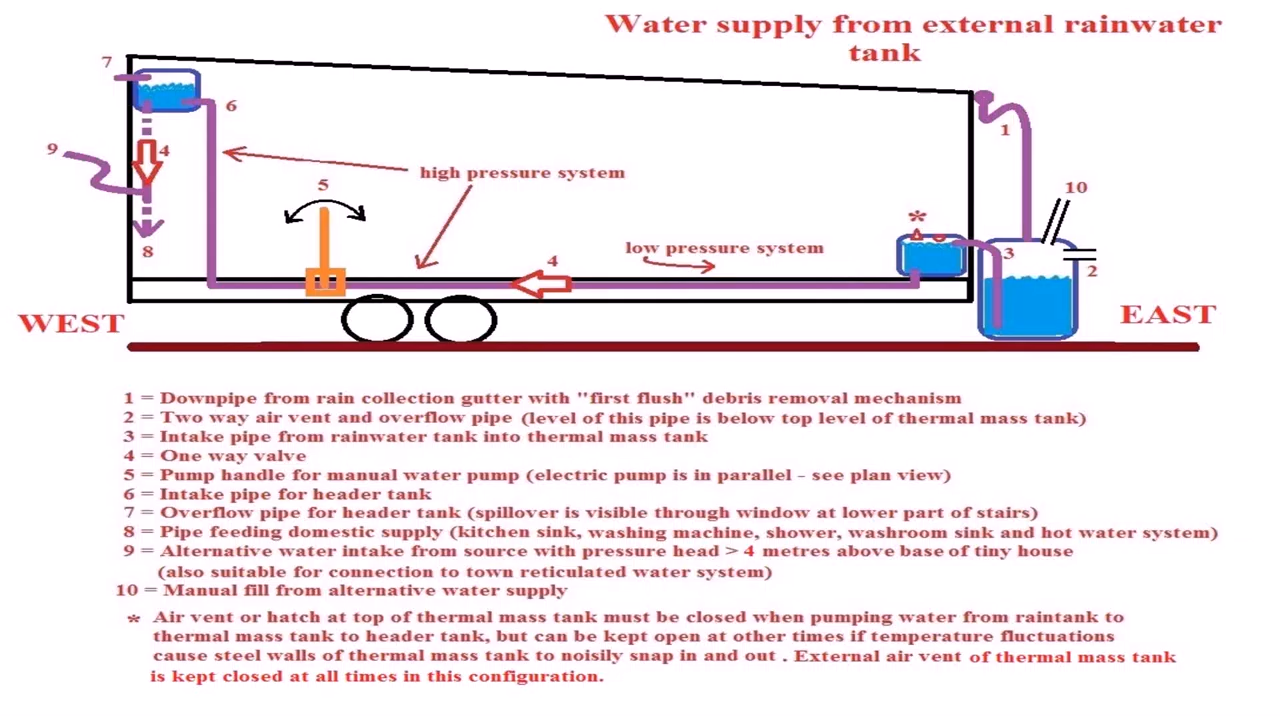 Water supply from external rainwater
tank
7
6
1
9
4
5
high pressure system
10
*
8
low pressure system
3
4
2
WEST
EAST
1 = Downpipe from rain collection gutter with "first flush" debris removal mechanism
2 = Two way air vent and overflow pipe (level of this pipe is below top level of thermal mass tank)
3 = Intake pipe from rainwater tank into thermal mass tank
4 = One way valve
5 = Pump handle for manual water pump (electric pump is in parallel - see plan view)
6 = Intake pipe for header tank
7 = Overflow pipe for header tank (spillover is visible through window at lower part of stairs)
8 = Pipe feeding domestic supply (kitchen sink, washing machine, shower, washroom sink and hot water system)
9 = Alternative water intake from source with pressure head > 4 metres above base of tiny house
(also suitable for connection to town reticulated water system)
10 = Manual fill from alternative water supply
* Air vent or hatch at top of thermal mass tank must be closed when pumping water from raintank to
thermal mass tank to header tank, but can be kept open at other times if temperature fluctuations
cause steel walls of thermal mass tank to noisily snap in and out . External air vent of thermal mass tank
is kept closed at all times in this configuration.